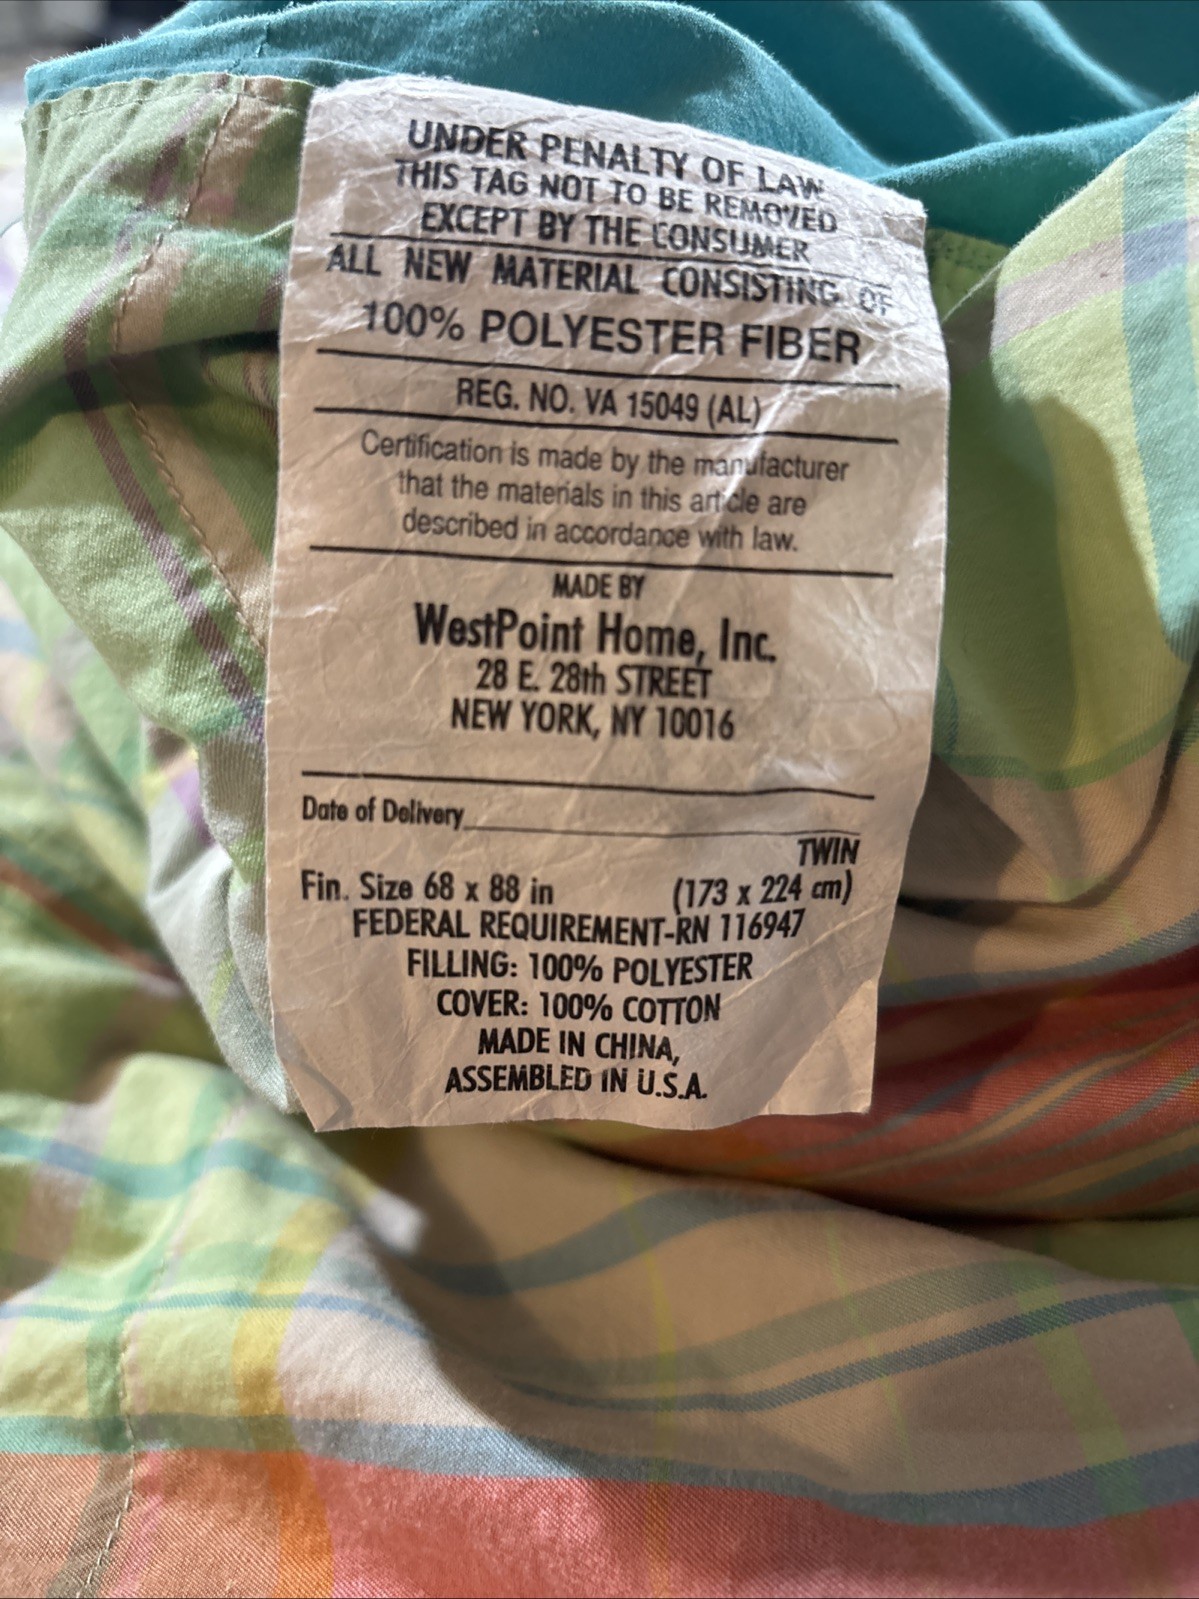 UNDER PENALTY OF LAW
THIS TAG NOT TO BE REMOVED
EXCEPT BY THE CONSUMER
ALL NEW MATERIAL CONSISTING OF
100% POLYESTER FIBER
REG. NO. VA 15049 (AL)
Certification is made by the manufacturer
that the materials in this article are
described in accordance with law.
MADE BY
WestPoint Home, Inc.
28 E. 28th STREET
NEW YORK, NY 10016
Date of Delivery
TWIN
Fin. Size 68 x 88 in (173 x 224 cm)
FEDERAL REQUIREMENT-RN 116947
FILLING: 100% POLYESTER
COVER: 100% COTTON
MADE IN CHINA,
ASSEMBLED IN U.S.A.